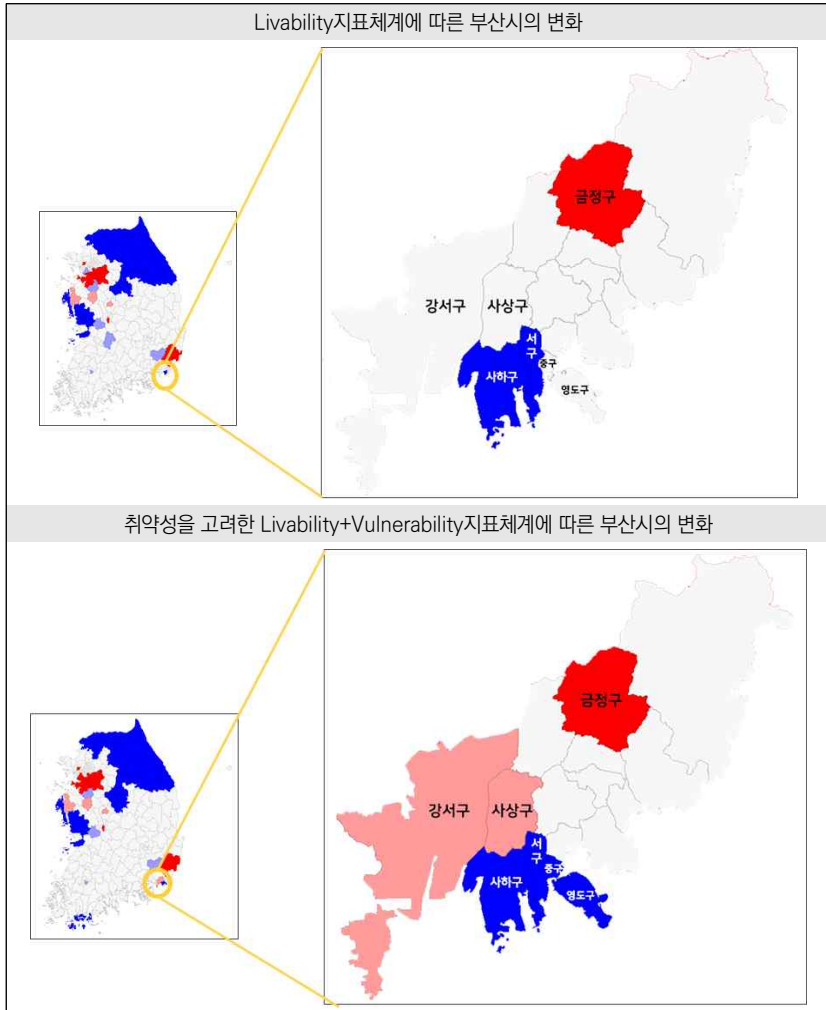 Livability지표체계에 따른 부산시의 변화
금정구
강서구
사상구
서구
중구
사하구
영도구
취약성을 고려한 Livability+Vulnerability지표체계에 따른 부산시의 변화
금정구
강서구
사상구
서구
중구
사하구
영도구